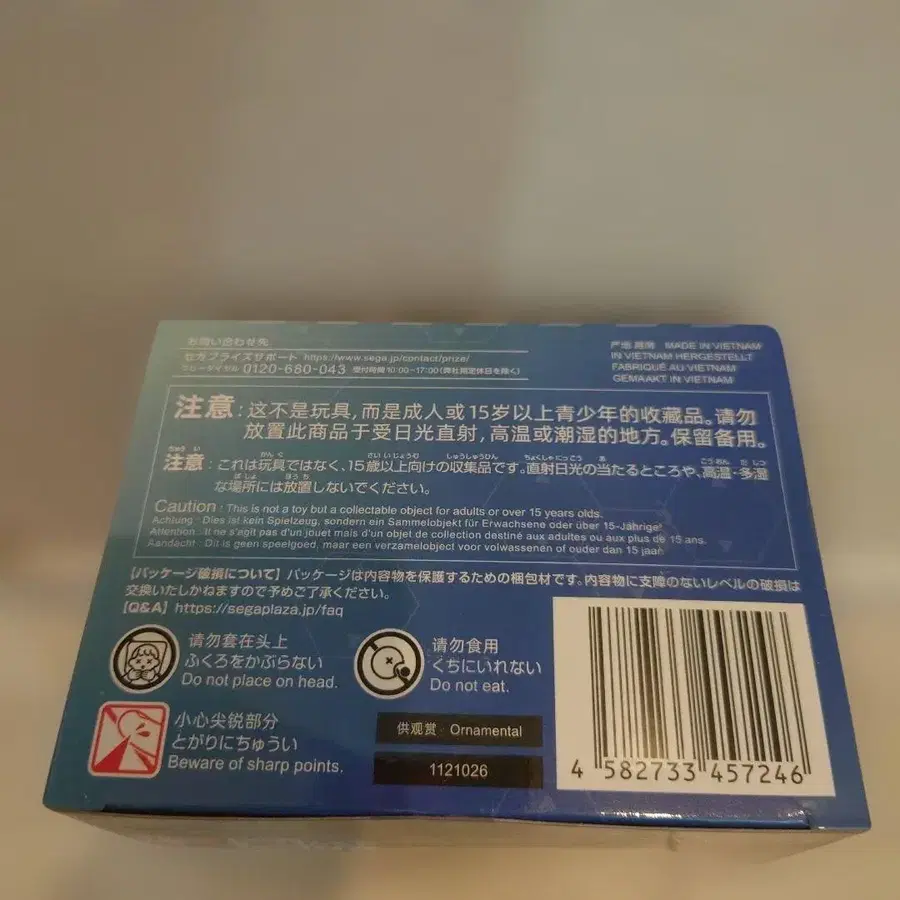 お問い合わせ先
セガプライズサポート https://www.sega.jp/contact/prize/
フリーダイヤル 0120-680-043 受付時間10:00~17:00(弊社指定休日を除く)
产地 越南 MADE IN VIETNAM
IN VIETNAM HERGESTELLT
FABRIQUÉ AU VIETNAM
GEMAAKT IN VIETNAM
注意:这不是玩具,而是成人或15岁以上青少年的收藏品。请勿
放置此商品于受日光直射,高温或潮湿的地方。保留备用。
注意:これは玩具ではなく、15歳以上向けの収集品です。直射日光の当たるところや、高温・多湿
な場所には放置しないでください。
Caution : This is not a toy but a collectable object for adults or over 15 years olds.
Achtung : Dies ist kein Spielzeug, sondern ein Sammelobjekt für Erwachsene oder über 15-Jährige!
Attention : Il ne s'agit pas d'un jouet mais d'un objet de collection destiné aux adultes ou aux plus de 15 ans.
Aandacht : Dit is geen speelgoed, maar een verzamelobject voor volwassenen of ouder dan 15 jaar.
【パッケージ破損について】パッケージは内容物を保護するための梱包材です。内容物に支障のないレベルの破損は
交換いたしかねますので予めご了承ください。
【Q&A】https://segaplaza.jp/faq
请勿套在头上
ふくろをかぶらない
Do not place on head.
请勿食用
くちにいれない
Do not eat.
小心尖锐部分
とがりにちゅうい
Beware of sharp points.
供观赏 Ornamental
1121026
4 582733 457246